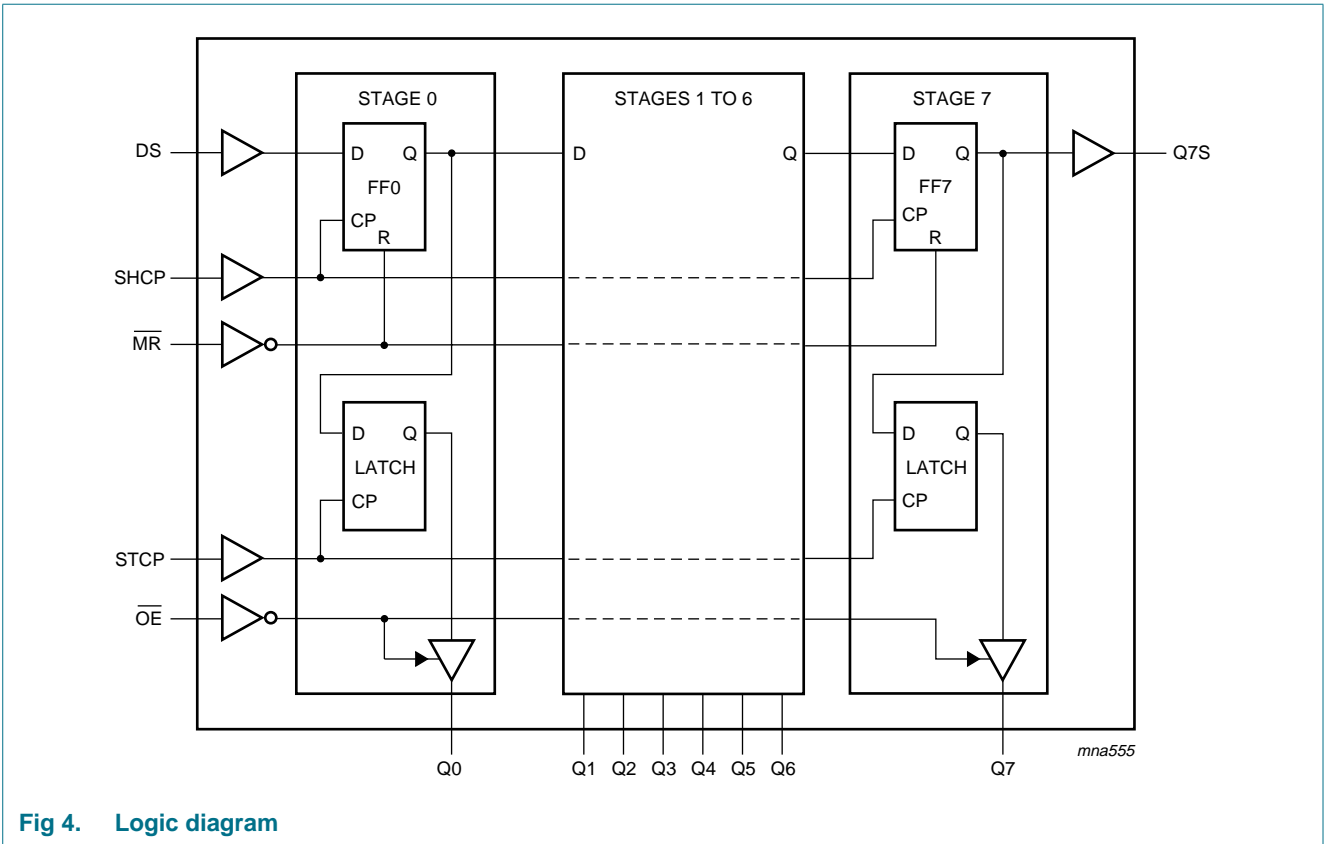 STAGE 0
STAGES 1 TO 6
STAGE 7
DS
D Q
FF0
CP
R
D Q
D Q
FF7
CP
R
Q7S
SHCP
MR
D Q
LATCH
CP
D Q
LATCH
CP
STCP
OE
mna555
Q0 Q1 Q2 Q3 Q4 Q5 Q6 Q7
Fig 4. Logic diagram